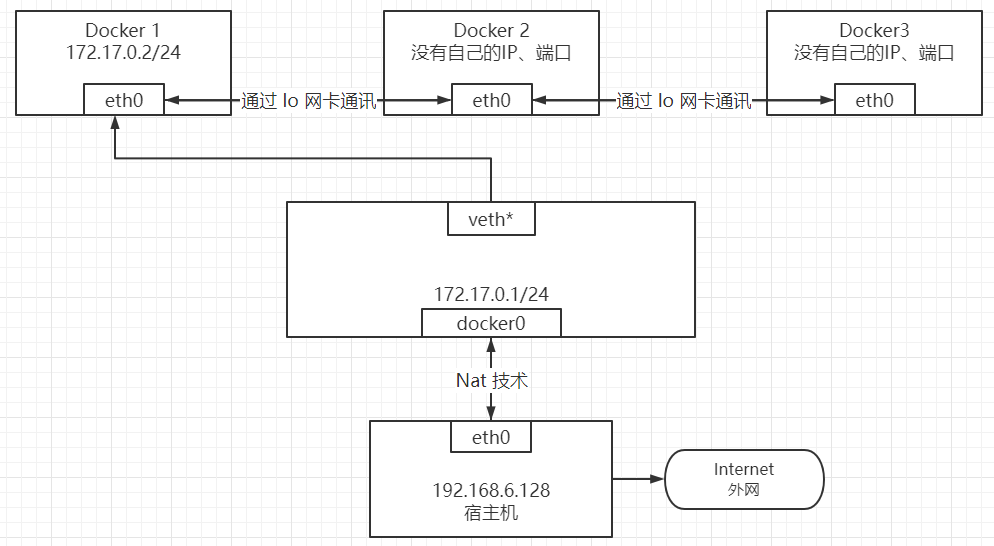 Docker 1
172.17.0.2/24
eth0
通过 Io 网卡通讯
Docker 2
没有自己的IP、端口
eth0
通过 Io 网卡通讯
Docker3
没有自己的IP、端口
eth0
veth*
172.17.0.1/24
docker0
Nat 技术
eth0
192.168.6.128
宿主机
Internet
外网